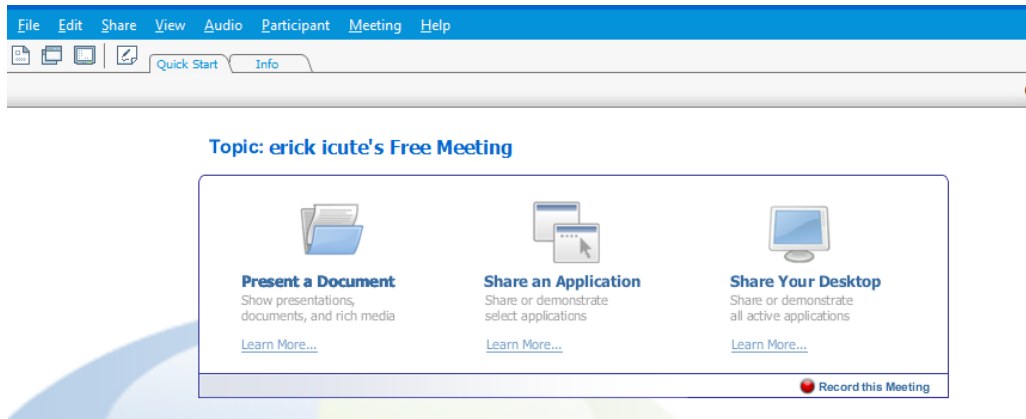 File Edit Share View Audio Participant Meeting Help
Quick Start Info
Topic: erick icute's Free Meeting
Present a Document Share an Application Share Your Desktop
Show presentations, Share or demonstrate Share or demonstrate
documents, and rich media select applications all active applications
Learn More... Learn More... Learn More...
Record this Meeting